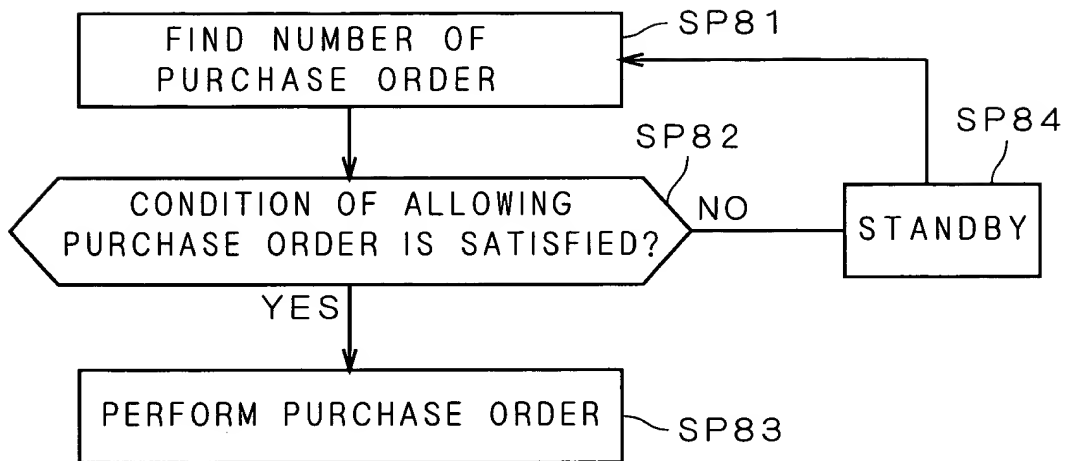 FIND NUMBER OF
PURCHASE ORDER
SP81
CONDITION OF ALLOWING
PURCHASE ORDER IS SATISFIED?
SP82
NO
STANDBY
SP84
YES
PERFORM PURCHASE ORDER
SP83